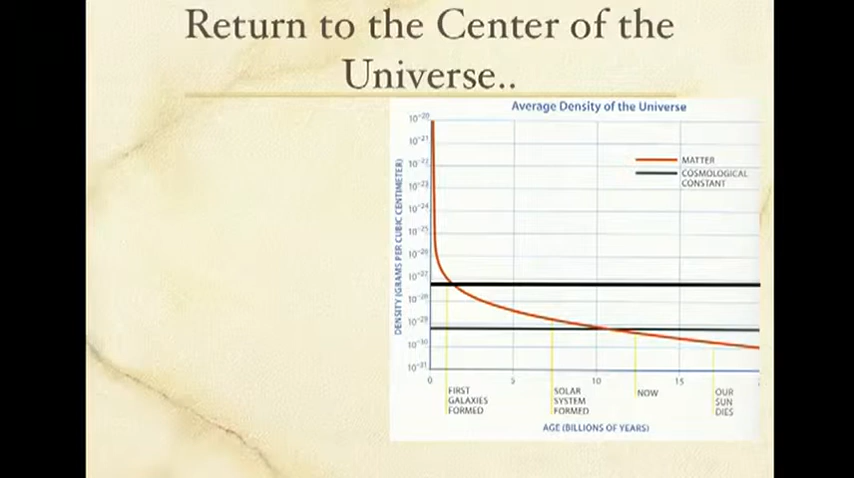 Return to the Center of the
Universe..
Average Density of the Universe
10⁻²⁰
10⁻²¹
10⁻²²
10⁻²³
10⁻²⁴
10⁻²⁵
10⁻²⁶
10⁻²⁷
10⁻²⁸
10⁻²⁹
10⁻³⁰
10⁻³¹
DENSITY (GRAMS PER CUBIC CENTIMETER)
MATTER
COSMOLOGICAL
CONSTANT
0 5 10 15
FIRST
GALAXIES
FORMED
SOLAR
SYSTEM
FORMED
NOW
OUR
SUN
DIES
AGE (BILLIONS OF YEARS)